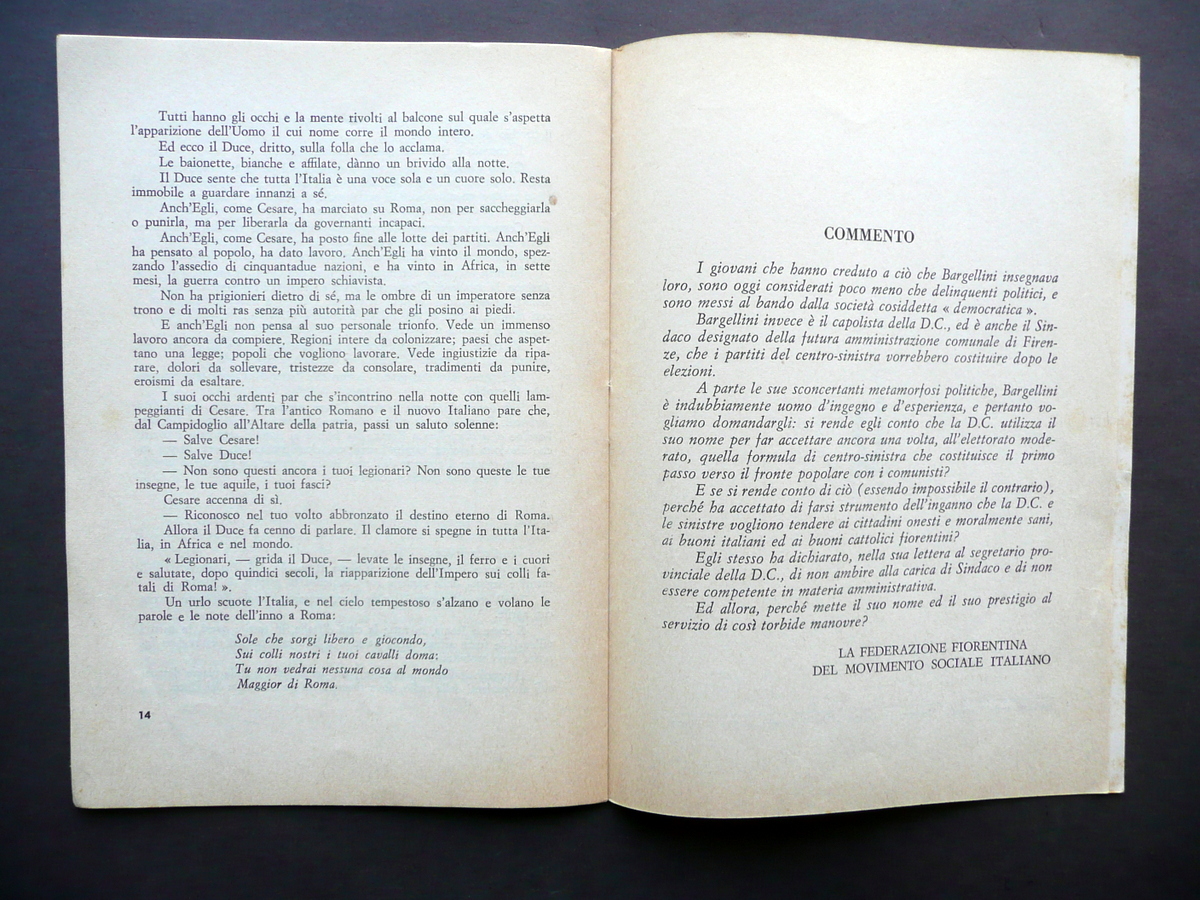 Tutti hanno gli occhi e la mente rivolti al balcone sul quale s'aspetta
l'apparizione dell'Uomo il cui nome corre il mondo intero.
Ed ecco il Duce, dritto, sulla folla che lo acclama.
Le baionette, bianche e affilate, dànno un brivido alla notte.
Il Duce sente che tutta l'Italia è una voce sola e un cuore solo. Resta
immobile a guardare innanzi a sé.
Anch'Egli, come Cesare, ha marciato su Roma, non per saccheggiarla
o punirla, ma per liberarla da governanti incapaci.
Anch'Egli, come Cesare, ha posto fine alle lotte dei partiti. Anch'Egli
ha pensato al popolo, ha dato lavoro. Anch'Egli ha vinto il mondo, spez-
zando l'assedio di cinquantadue nazioni, e ha vinto in Africa, in sette
mesi, la guerra contro un impero schiavista.
Non ha prigionieri dietro di sé, ma le ombre di un imperatore senza
trono e di molti ras senza più autorità par che gli posino ai piedi.
E anch'Egli non pensa al suo personale trionfo. Vede un immenso
lavoro ancora da compiere. Regioni intere da colonizzare; paesi che aspet-
tano una legge; popoli che vogliono lavorare. Vede ingiustizie da ripa-
rare, dolori da sollevare, tristezze da consolare, tradimenti da punire,
eroismi da esaltare.
I suoi occhi ardenti par che s'incontrino nella notte con quelli lam-
peggianti di Cesare. Tra l'antico Romano e il nuovo Italiano pare che,
dal Campidoglio all'Altare della patria, passi un saluto solenne:
— Salve Cesare!
— Salve Duce!
— Non sono questi ancora i tuoi legionari? Non sono queste le tue
insegne, le tue aquile, i tuoi fasci?
Cesare accenna di sì.
— Riconosco nel tuo volto abbronzato il destino eterno di Roma.
Allora il Duce fa cenno di parlare. Il clamore si spegne in tutta l'Ita-
lia, in Africa e nel mondo.
« Legionari, — grida il Duce, — levate le insegne, il ferro e i cuori
e salutate, dopo quindici secoli, la riapparizione dell'Impero sui colli fa-
tali di Roma! ».
Un urlo scuote l'Italia, e nel cielo tempestoso s'alzano e volano le
parole e le note dell'inno a Roma:
Sole che sorgi libero e giocondo,
Sui colli nostri i tuoi cavalli doma:
Tu non vedrai nessuna cosa al mondo
Maggior di Roma.
14
COMMENTO
I giovani che hanno creduto a ciò che Bargellini insegnava
loro, sono oggi considerati poco meno che delinquenti politici, e
sono messi al bando dalla società cosiddetta « democratica ».
Bargellini invece è il capolista della D.C., ed è anche il Sin-
daco designato della futura amministrazione comunale di Firen-
ze, che i partiti del centro-sinistra vorrebbero costituire dopo le
elezioni.
A parte le sue sconcertanti metamorfosi politiche, Bargellini
è indubbiamente uomo d'ingegno e d'esperienza, e pertanto vo-
gliamo domandargli: si rende egli conto che la D.C. utilizza il
suo nome per far accettare ancora una volta, all'elettorato mode-
rato, quella formula di centro-sinistra che costituisce il primo
passo verso il fronte popolare con i comunisti?
E se si rende conto di ciò (essendo impossibile il contrario),
perché ha accettato di farsi strumento dell'inganno che la D.C. e
le sinistre vogliono tendere ai cittadini onesti e moralmente sani,
ai buoni italiani ed ai buoni cattolici fiorentini?
Egli stesso ha dichiarato, nella sua lettera al segretario pro-
vinciale della D.C., di non ambire alla carica di Sindaco e di non
essere competente in materia amministrativa.
Ed allora, perché mette il suo nome ed il suo prestigio al
servizio di così torbide manovre?
LA FEDERAZIONE FIORENTINA
DEL MOVIMENTO SOCIALE ITALIANO